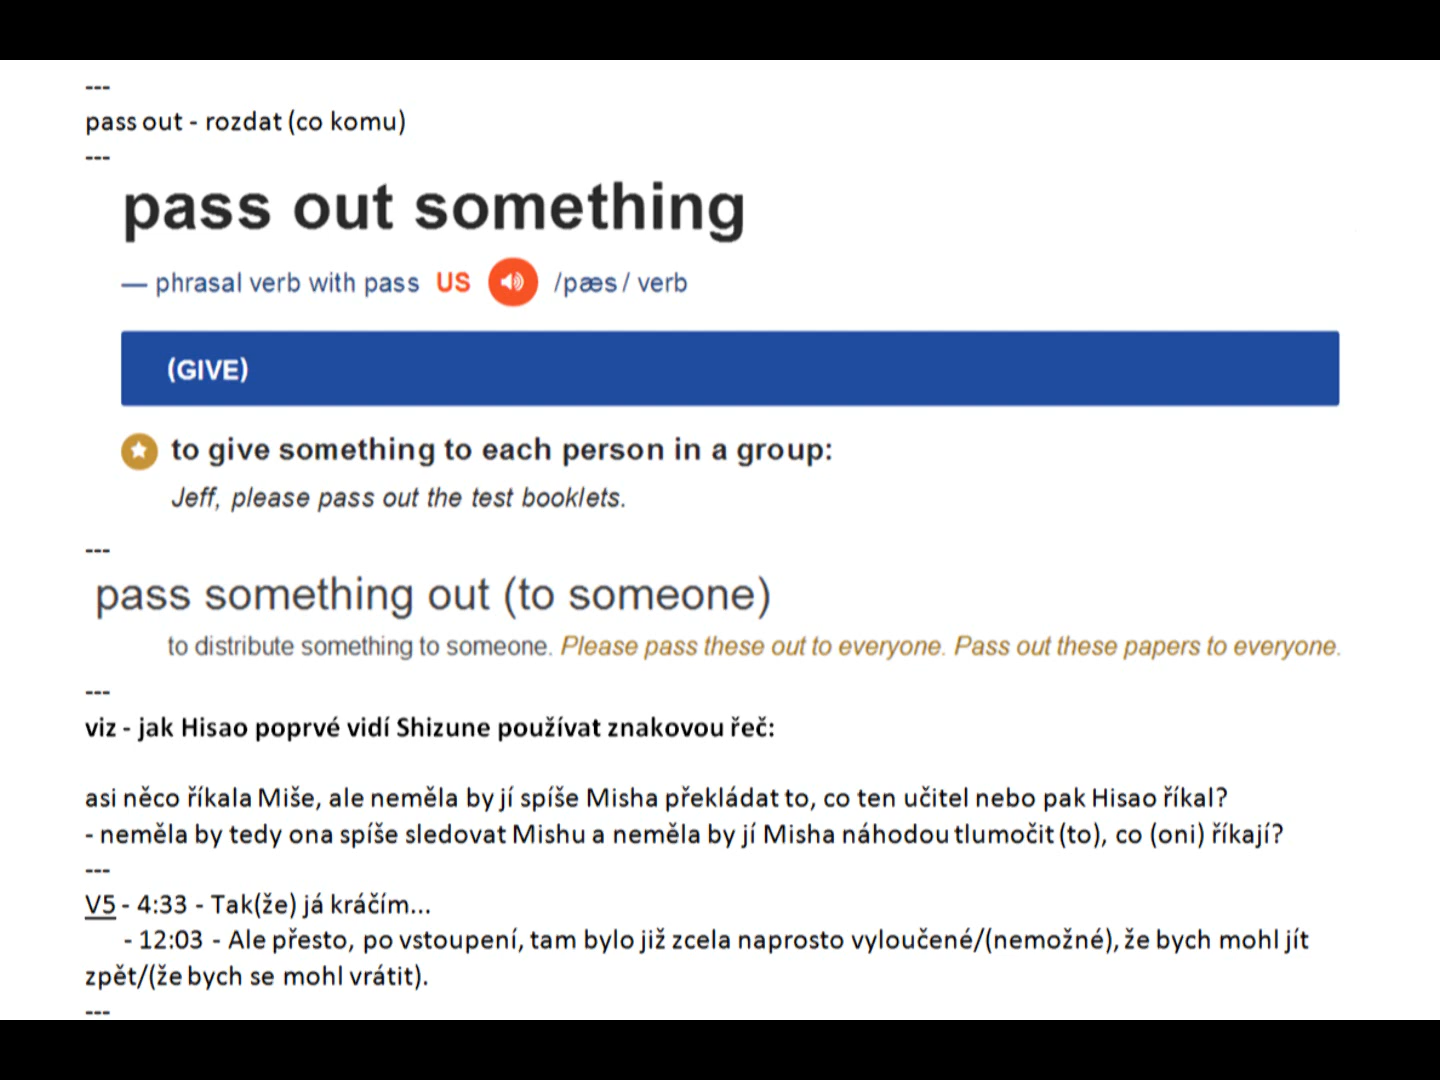 ---
pass out - rozdat (co komu)
---
pass out something
— phrasal verb with pass US /pæs/ verb
(GIVE)
to give something to each person in a group:
Jeff, please pass out the test booklets.
---
pass something out (to someone)
to distribute something to someone. Please pass these out to everyone. Pass out these papers to everyone.
---
viz - jak Hisao poprvé vidí Shizune používat znakovou řeč:
asi něco říkala Miše, ale neměla by jí spíše Misha překládat to, co ten učitel nebo pak Hisao říkal?
- neměla by tedy ona spíše sledovat Mishu a neměla by jí Misha náhodou tlumočit (to), co (oni) říkají?
---
V5 - 4:33 - Tak(že) já kráčím...
- 12:03 - Ale přesto, po vstoupení, tam bylo již zcela naprosto vyloučené/(nemožné), že bych mohl jít
zpět/(že bych se mohl vrátit).
---